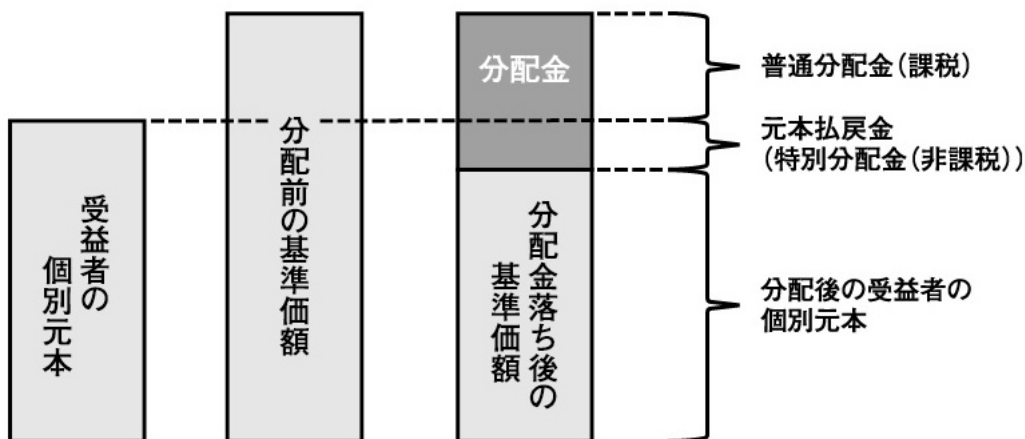 受益者の
個別元本
分配前の基準価額
分配金
分配金落ち後の
基準価額
普通分配金（課税）
元本払戻金
（特別分配金（非課税））
分配後の受益者の
個別元本